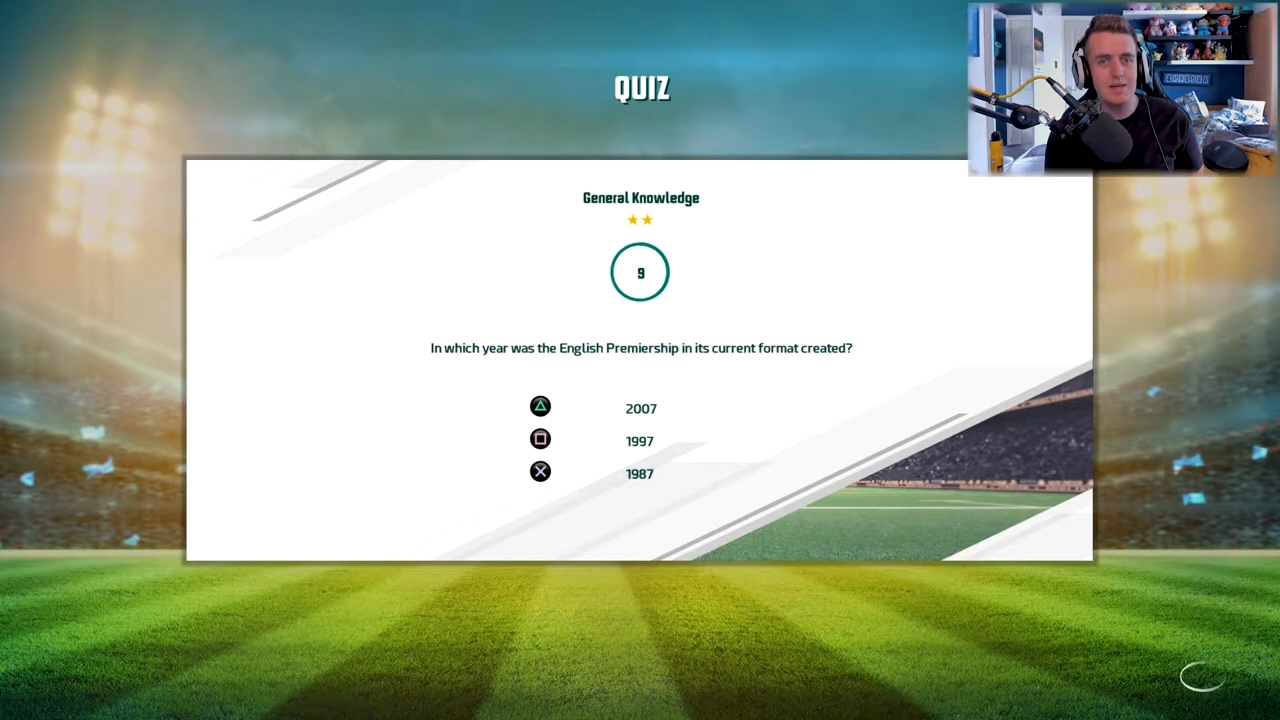 QUIZ
General Knowledge
9
In which year was the English Premiership in its current format created?
2007
1997
1987